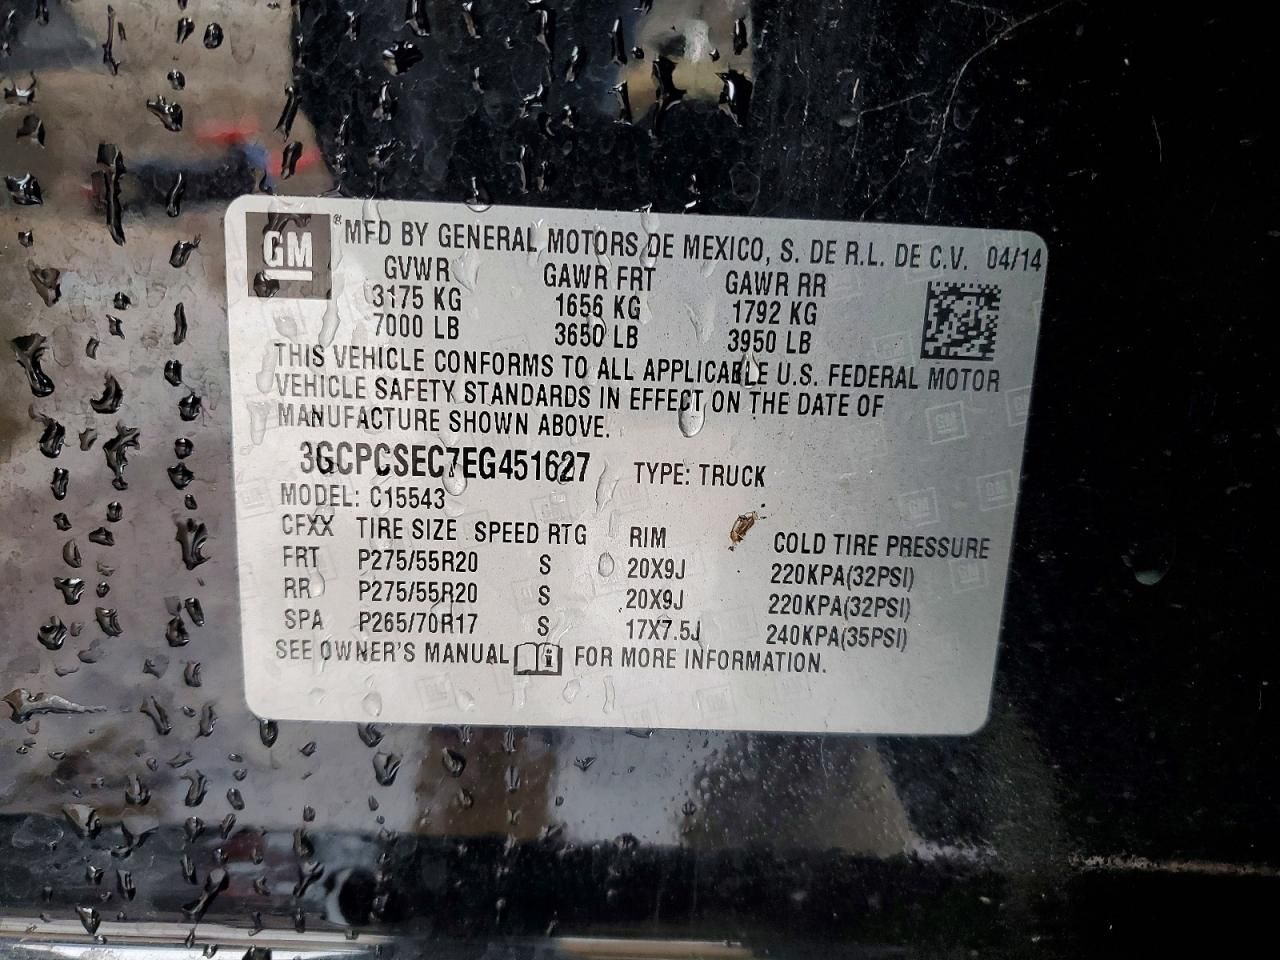 GM ® MFD BY GENERAL MOTORS DE MEXICO, S. DE R.L. DE C.V. 04/14
GVWR GAWR FRT GAWR RR
3175 KG 1656 KG 1792 KG
7000 LB 3650 LB 3950 LB
THIS VEHICLE CONFORMS TO ALL APPLICABLE U.S. FEDERAL MOTOR
VEHICLE SAFETY STANDARDS IN EFFECT ON THE DATE OF
MANUFACTURE SHOWN ABOVE.
3GCPCSEC7EG451627 TYPE: TRUCK
MODEL: C15543
CFXX TIRE SIZE SPEED RTG RIM COLD TIRE PRESSURE
FRT P275/55R20 S 20X9J 220KPA(32PSI)
RR P275/55R20 S 20X9J 220KPA(32PSI)
SPA P265/70R17 S 17X7.5J 240KPA(35PSI)
SEE OWNER'S MANUAL FOR MORE INFORMATION.